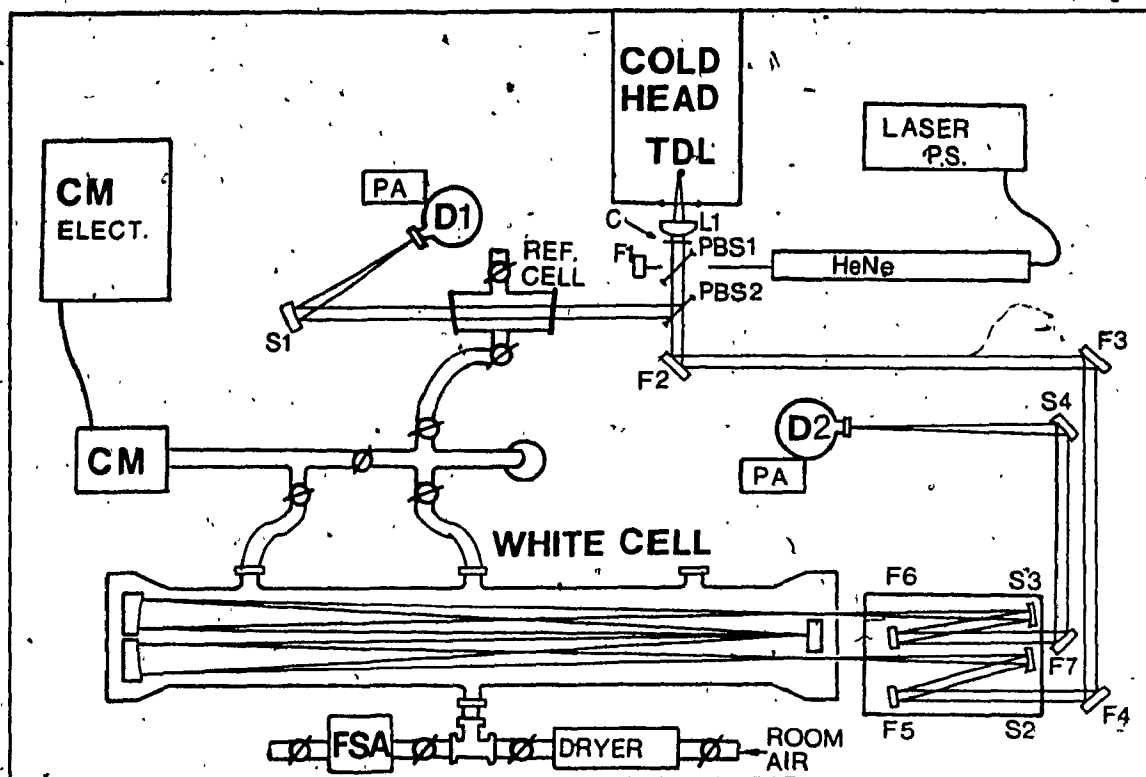 COLD
HEAD
TDL
LASER
P.S.
CM
ELECT.
PA
D1
C
L1
F1
PBS1
HeNe
REF.
CELL
PBS2
S1
F2
F3
S4
D2
CM
PA
WHITE CELL
F6
S3
F7
F5
S2
F4
FSA
DRYER
ROOM
AIR